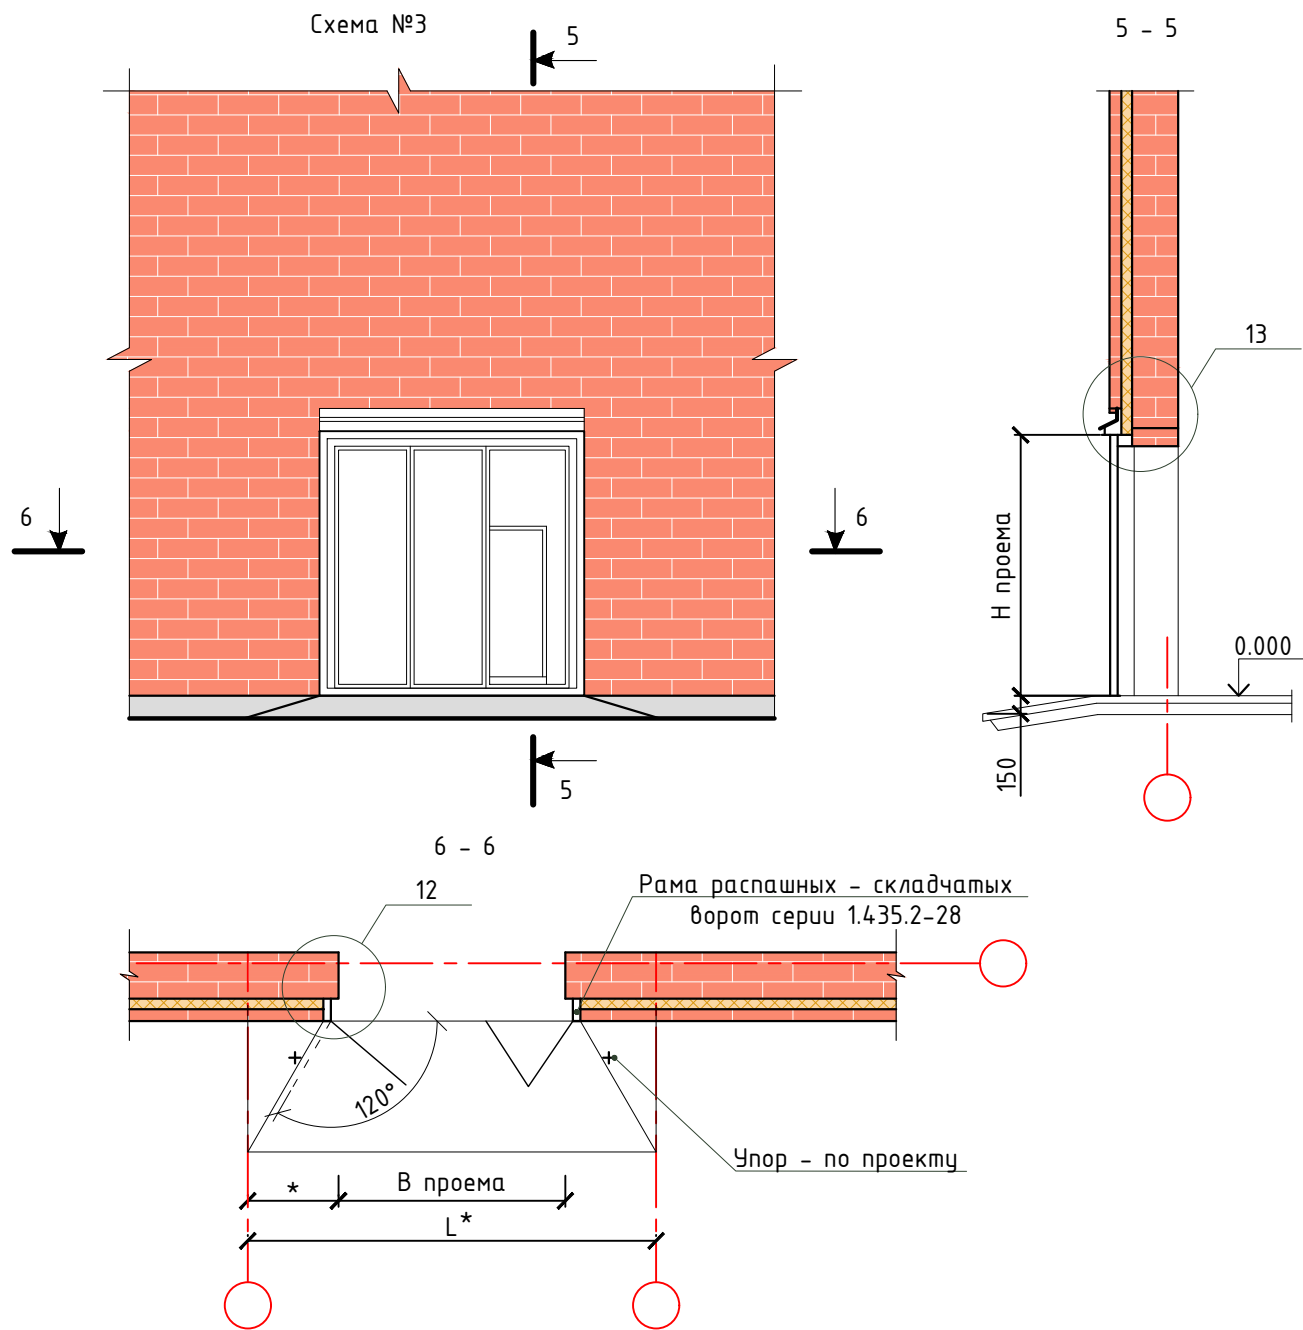 Схема №3
5
5 - 5
13
6
6
Н проема
0.000
150
5
6 - 6
12
Рама распашных - складчатых
ворот серии 1.435.2-28
120°
Упор - по проекту
*
В проема
L*